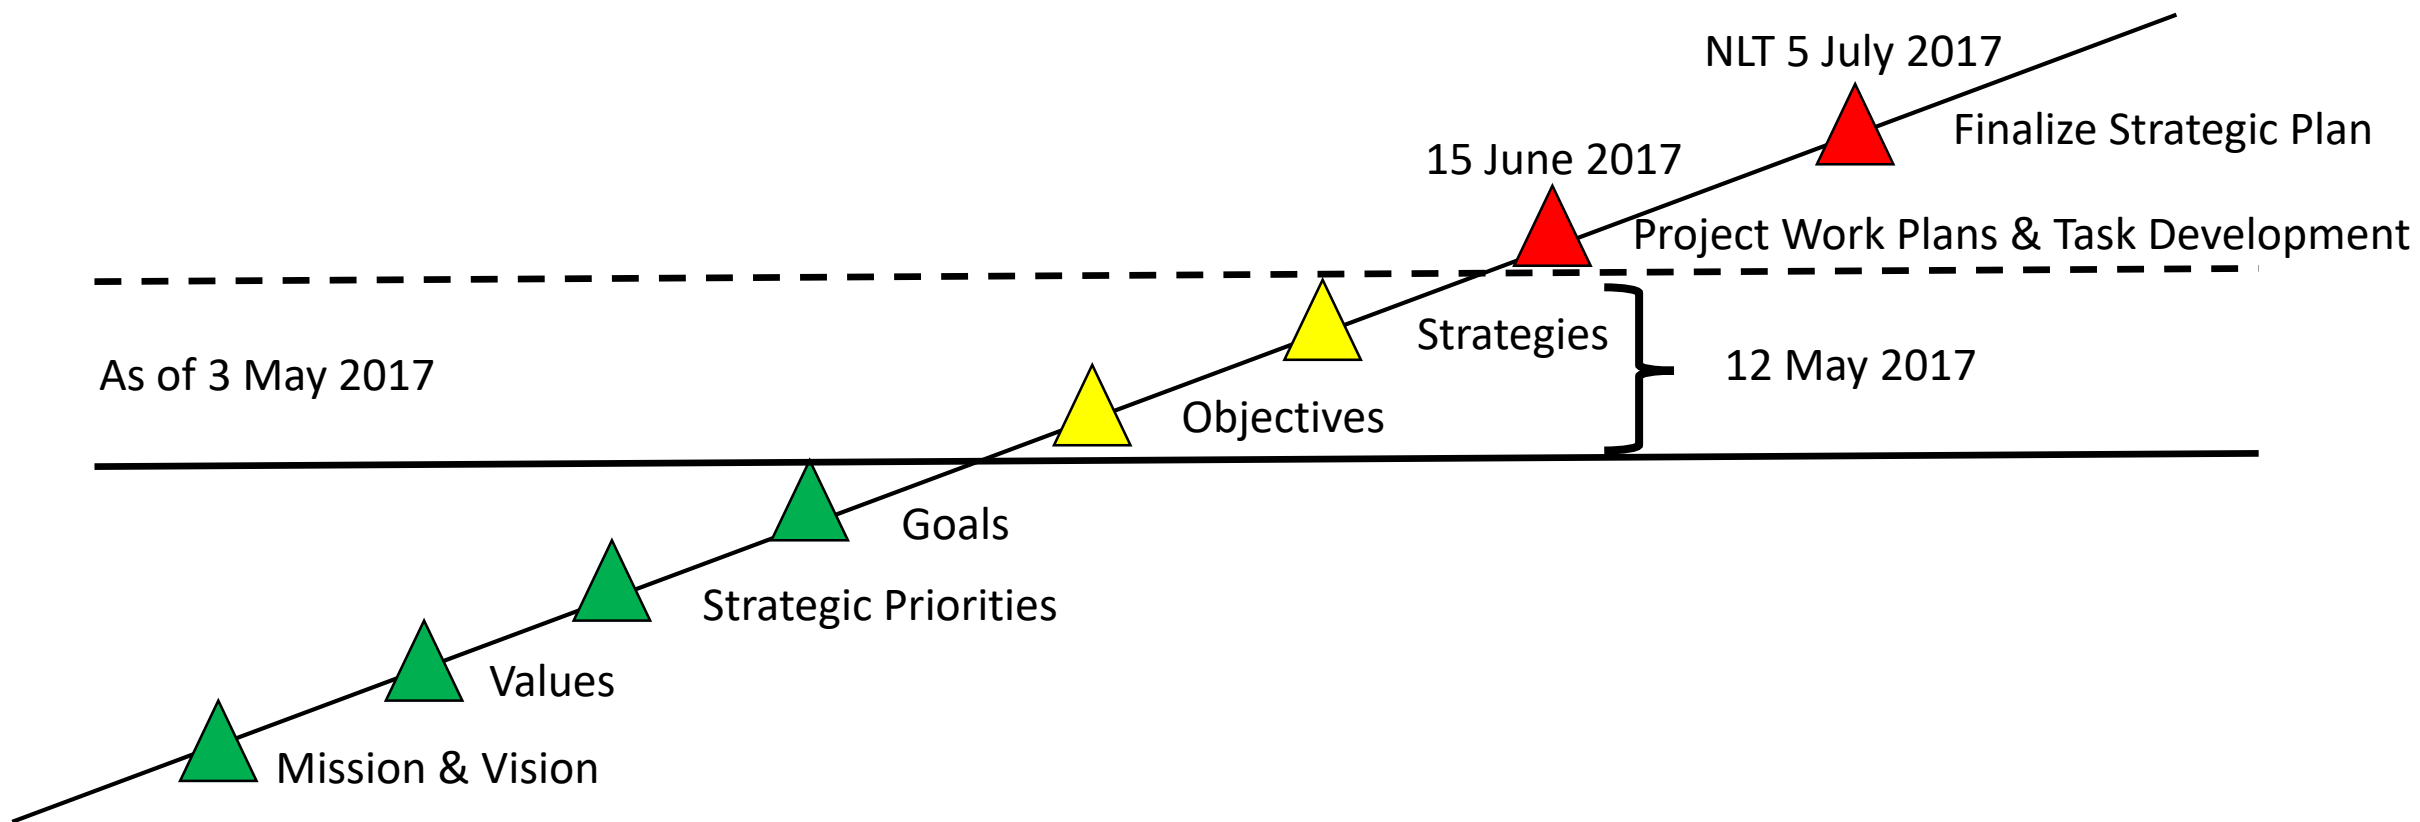 NLT 5 July 2017
Finalize Strategic Plan
15 June 2017
Project Work Plans & Task Development
Strategies
As of 3 May 2017
12 May 2017
Objectives
Goals
Strategic Priorities
Values
Mission & Vision